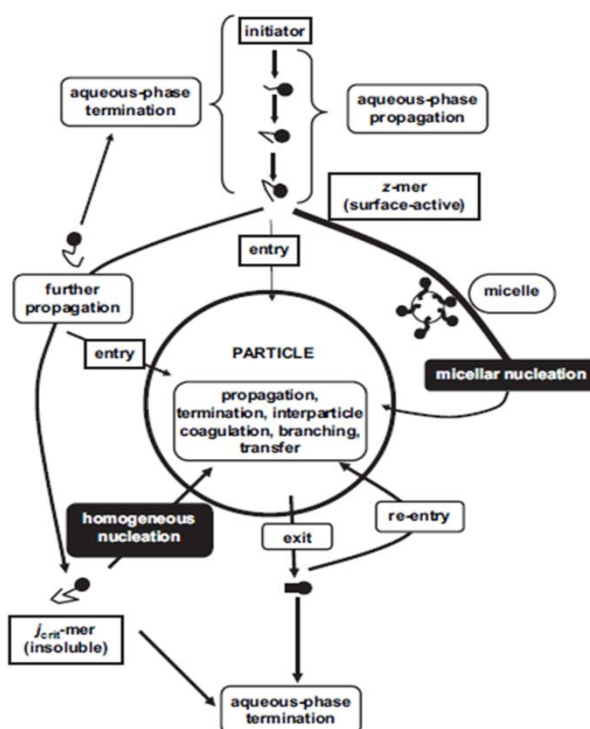 initiator
aqueous-phase
termination
aqueous-phase
propagation
z-mer
(surface-active)
entry
further
propagation
micelle
entry
PARTICLE
micellar nucleation
propagation,
termination, interparticle
coagulation, branching,
transfer
homogeneous
nucleation
re-entry
exit
jcrit-mer
(insoluble)
aqueous-phase
termination